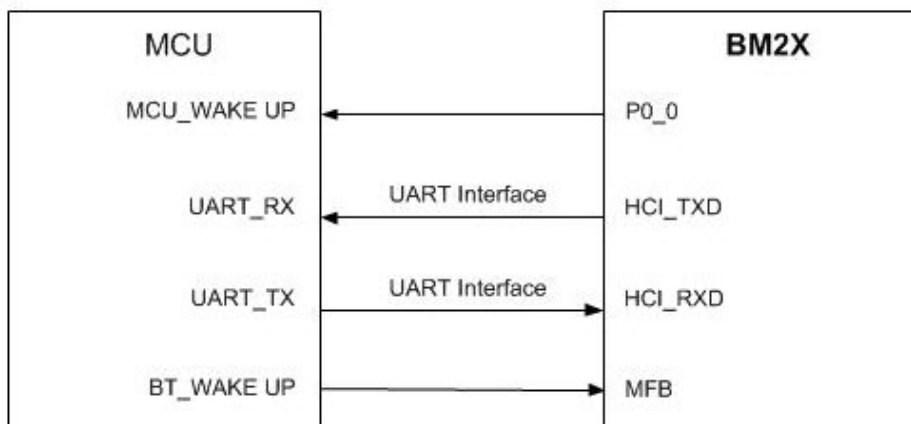 MCU
BM2X
MCU_WAKE UP
P0_0
UART_RX
UART Interface
HCI_TXD
UART_TX
UART Interface
HCI_RXD
BT_WAKE UP
MFB